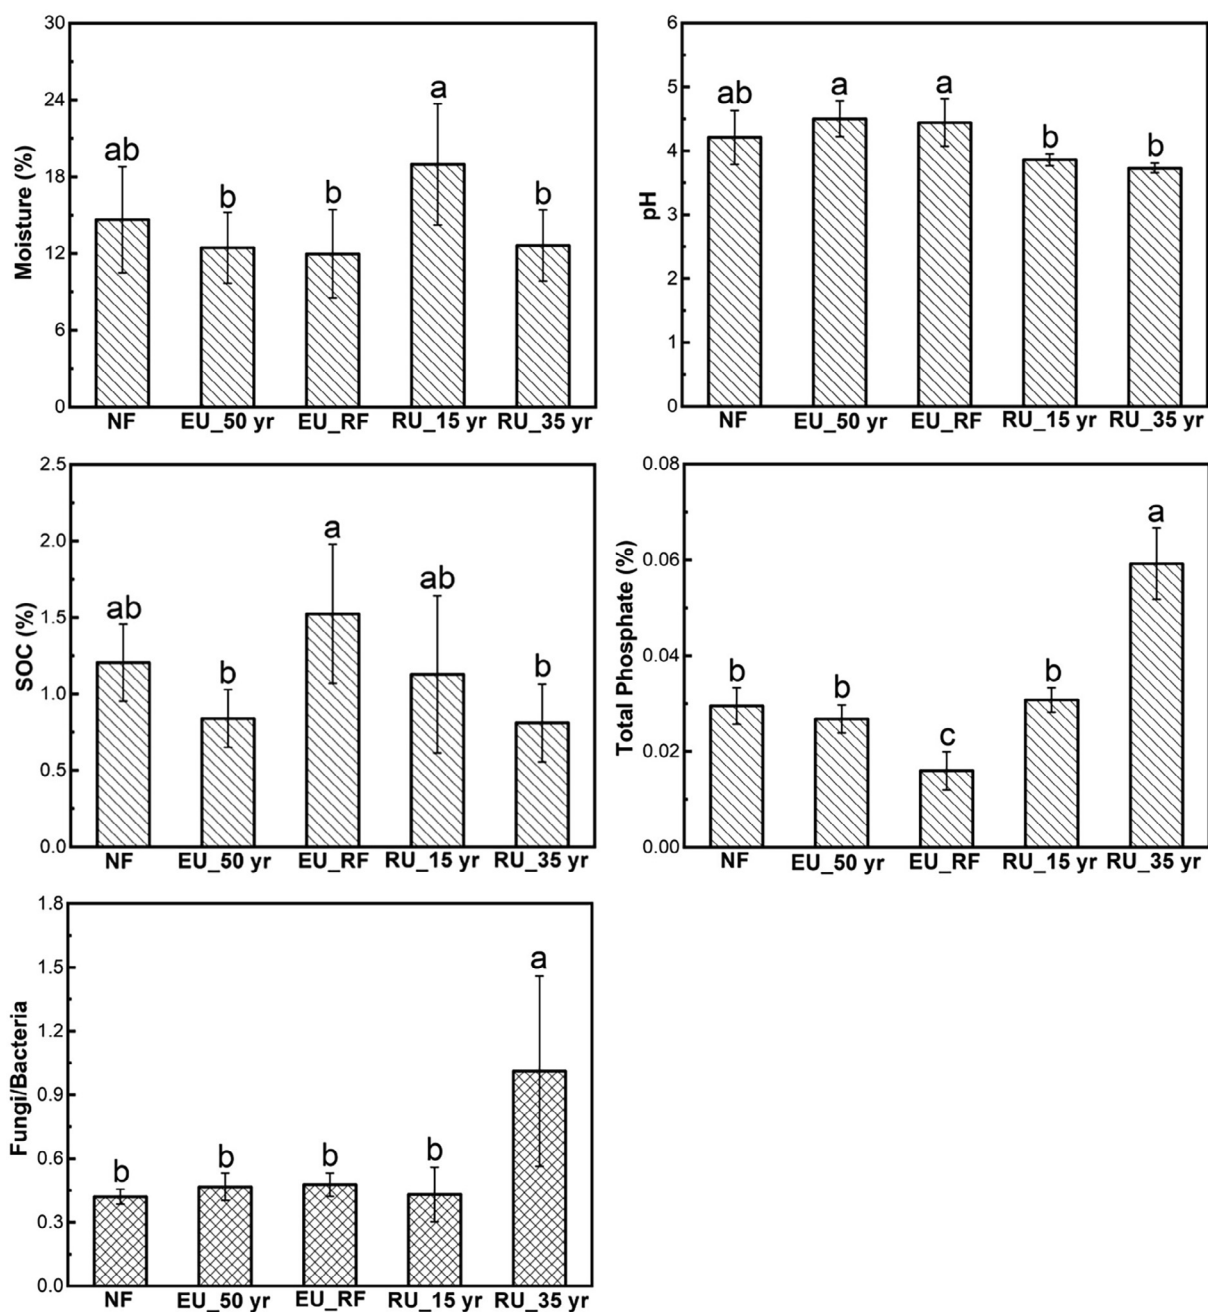 Moisture (%)
30
24
18
12
6
0
ab
b
b
a
b
NF
EU_50 yr
EU_RF
RU_15 yr
RU_35 yr
pH
6
5
4
3
2
1
0
ab
a
a
b
b
NF
EU_50 yr
EU_RF
RU_15 yr
RU_35 yr
SOC (%)
2.5
2.0
1.5
1.0
0.5
0.0
ab
b
a
ab
b
NF
EU_50 yr
EU_RF
RU_15 yr
RU_35 yr
Total Phosphate (%)
0.08
0.06
0.04
0.02
0.00
b
b
c
b
a
NF
EU_50 yr
EU_RF
RU_15 yr
RU_35 yr
Fungi/Bacteria
1.8
1.5
1.2
0.9
0.6
0.3
0.0
b
b
b
b
a
NF
EU_50 yr
EU_RF
RU_15 yr
RU_35 yr